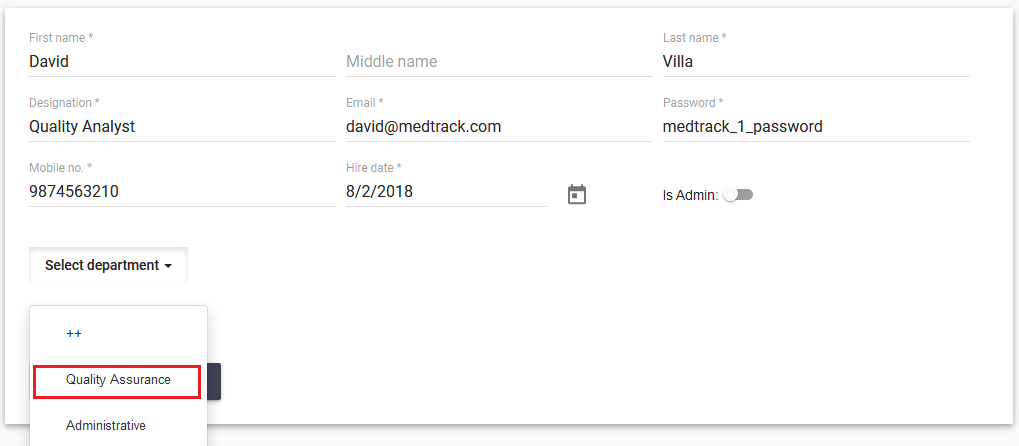 First name * Last name *
David Middle name Villa
Designation * Email * Password *
Quality Analyst david@medtrack.com medtrack_1_password
Mobile no. * Hire date *
9874563210 8/2/2018 Is Admin:
Select department
++
Quality Assurance
Administrative